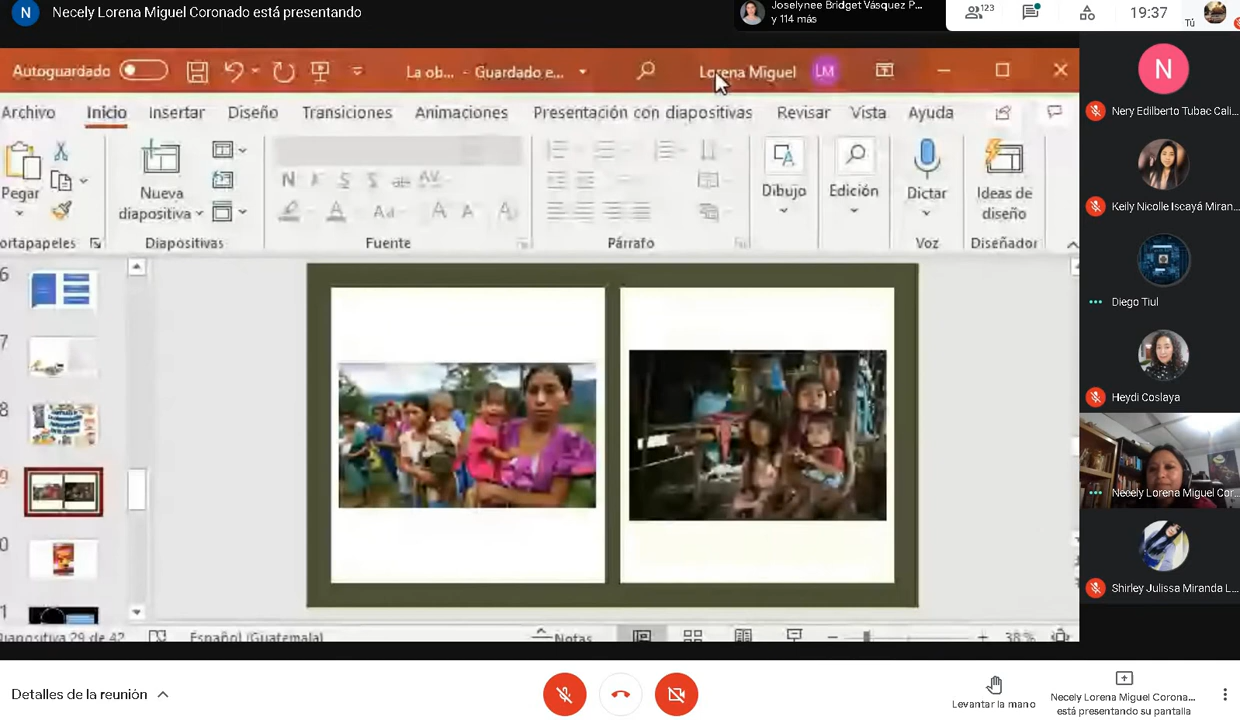 N Necely Lorena Miguel Coronado está presentando
Joselynee Bridget Vásquez P...
y 114 más
123
19:37
Tú
Autoguardado
La ob... - Guardado e...
Lorena Miguel
LM
Archivo Inicio Insertar Diseño Transiciones Animaciones Presentación con diapositivas Revisar Vista Ayuda
Pegar
Nueva
diapositiva
Dibujo
Edición
Dictar
Ideas de
diseño
ortapapeles
Diapositivas
Fuente
Párrafo
Voz
Diseñador
6
7
8
9
0
1
iapositiva 29 de 42
Español (Guatemala)
Notas
38%
N
Nery Edilberto Tubac Cali...
Keily Nicolle Iscayá Miran...
Diego Tiul
Heydi Coslaya
Necely Lorena Miguel Cor...
Shirley Julissa Miranda L...
Detalles de la reunión
Levantar la mano
Necely Lorena Miguel Corona...
está presentando su pantalla